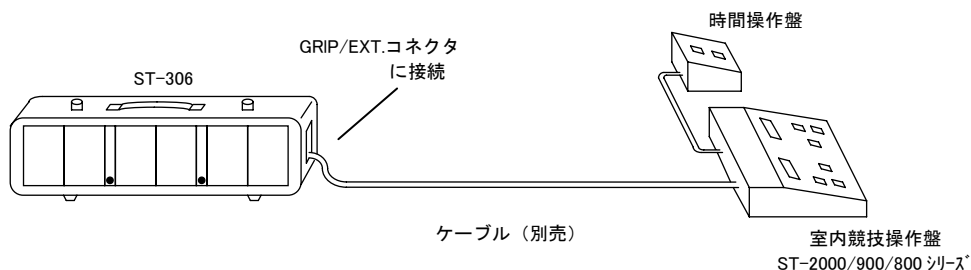 時間操作盤
GRIP/EXT.コネクタ
に接続
ST-306
ケーブル（別売）
室内競技操作盤
ST-2000/900/800 ｼﾘｰｽﾞ